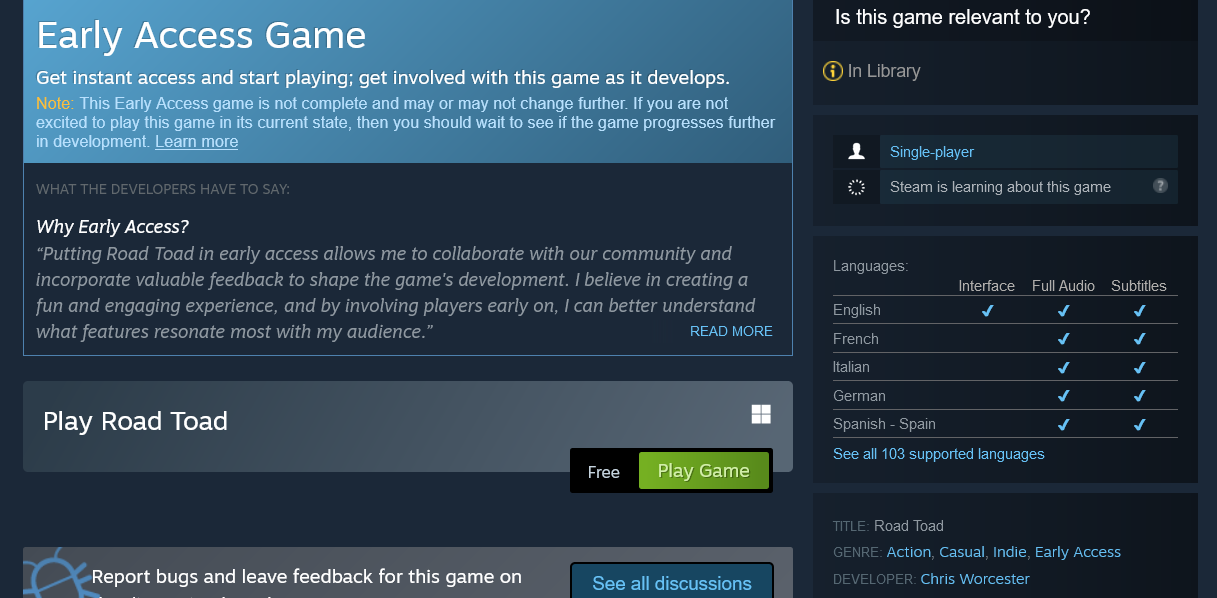 Early Access Game
Get instant access and start playing; get involved with this game as it develops.
Note: This Early Access game is not complete and may or may not change further. If you are not
excited to play this game in its current state, then you should wait to see if the game progresses further
in development. Learn more
WHAT THE DEVELOPERS HAVE TO SAY:
Why Early Access?
“Putting Road Toad in early access allows me to collaborate with our community and
incorporate valuable feedback to shape the game's development. I believe in creating a
fun and engaging experience, and by involving players early on, I can better understand
what features resonate most with my audience.”
READ MORE
Play Road Toad
Free
Play Game
Report bugs and leave feedback for this game on
See all discussions
Is this game relevant to you?
In Library
Single-player
Steam is learning about this game
?
Languages:
Interface Full Audio Subtitles
English
French
Italian
German
Spanish - Spain
See all 103 supported languages
TITLE: Road Toad
GENRE: Action, Casual, Indie, Early Access
DEVELOPER: Chris Worcester